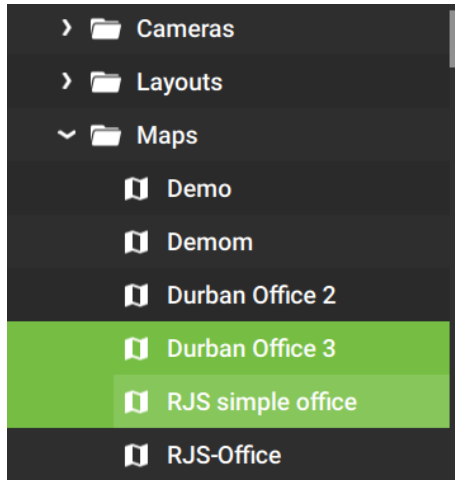 Cameras
Layouts
Maps
Demo
Demom
Durban Office 2
Durban Office 3
RJS simple office
RJS-Office